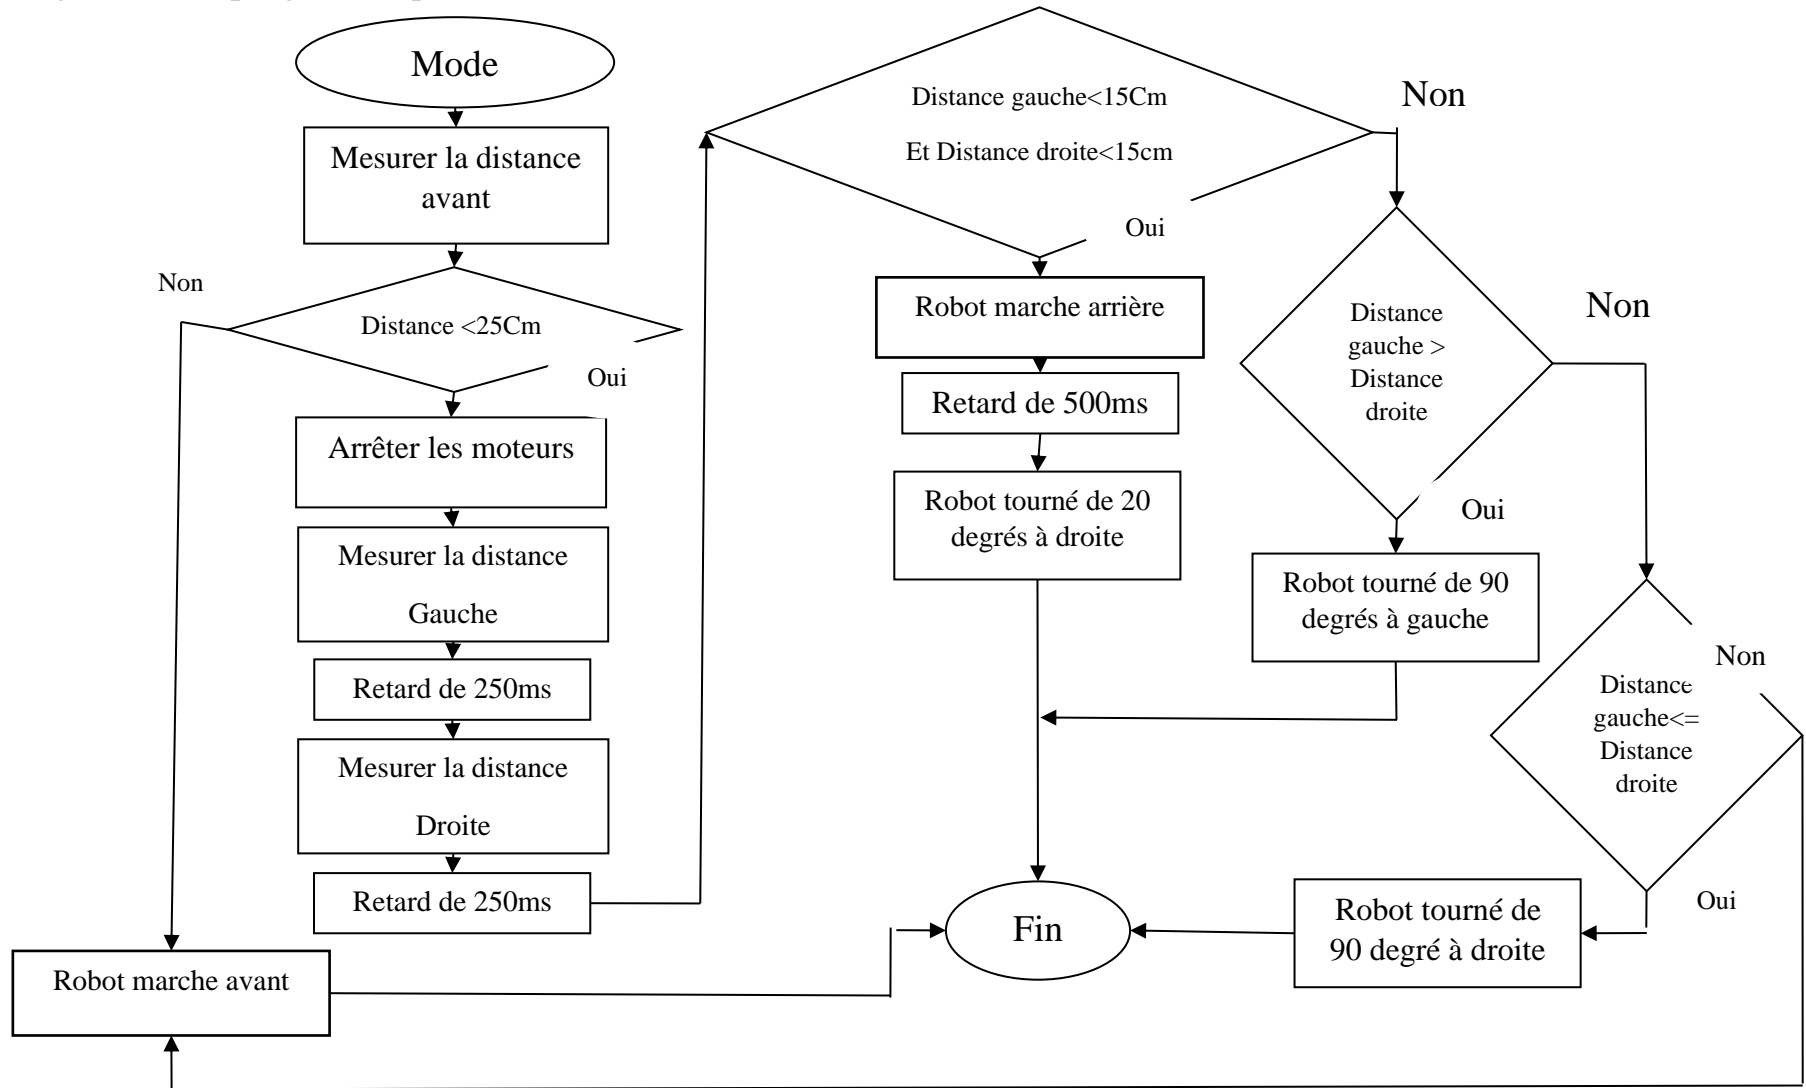 Mode
Mesurer la distance
avant
Non
Distance <25Cm
Oui
Arrêter les moteurs
Mesurer la distance
Gauche
Retard de 250ms
Mesurer la distance
Droite
Retard de 250ms
Robot marche avant
Distance gauche<15Cm
Et Distance droite<15cm
Non
Oui
Robot marche arrière
Retard de 500ms
Robot tourné de 20
degrés à droite
Distance
gauche >
Distance
droite
Non
Oui
Robot tourné de 90
degrés à gauche
Distance
gauche<=
Distance
droite
Non
Oui
Robot tourné de
90 degré à droite
Fin